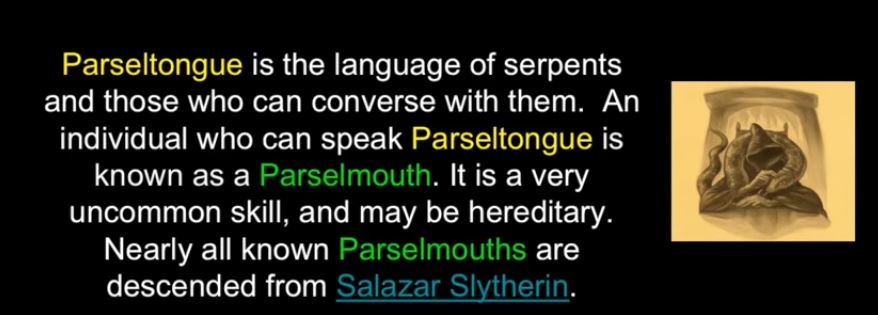 Parseltongue is the language of serpents
and those who can converse with them.  An
individual who can speak Parseltongue is
known as a Parselmouth. It is a very
uncommon skill, and may be hereditary.
Nearly all known Parselmouths are
descended from Salazar Slytherin.